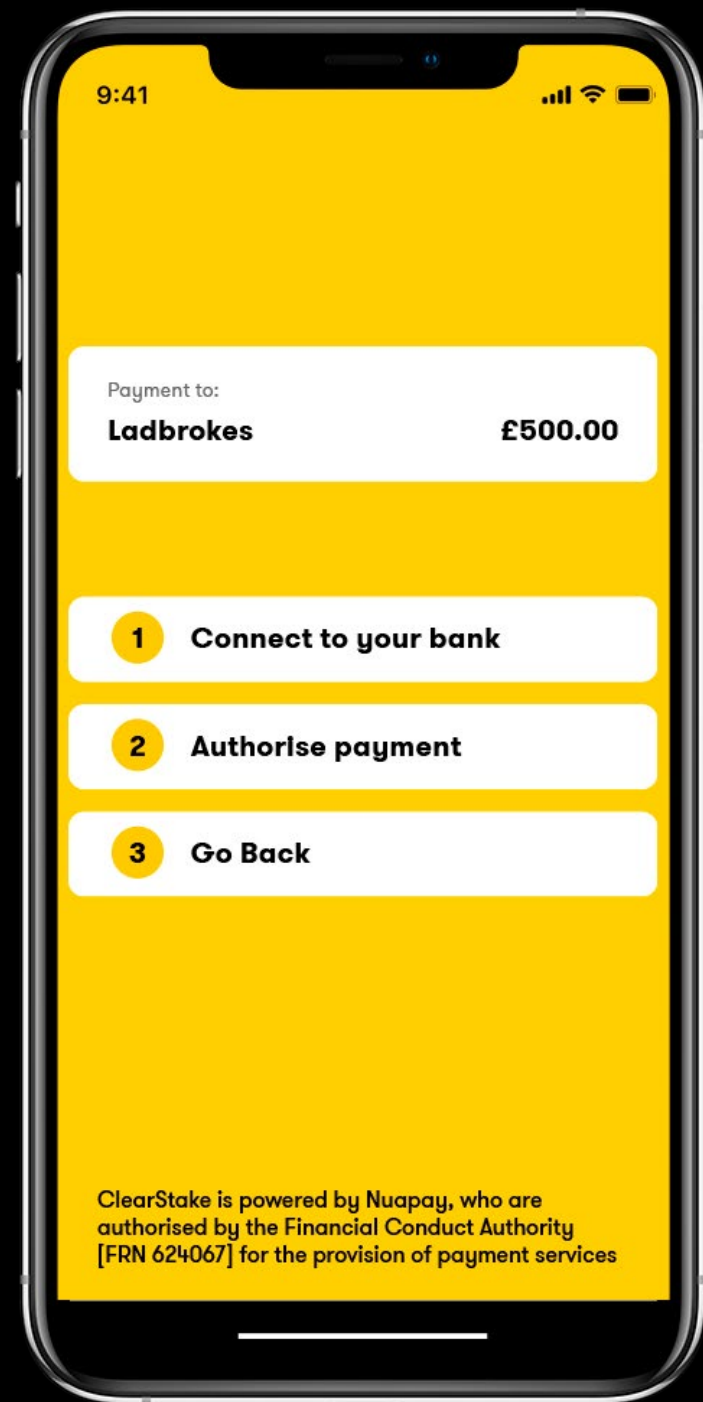 9:41
Payment to:
Ladbrokes £500.00
1 Connect to your bank
2 Authorise payment
3 Go Back
ClearStake is powered by Nuapay, who are
authorised by the Financial Conduct Authority
[FRN 624067] for the provision of payment services